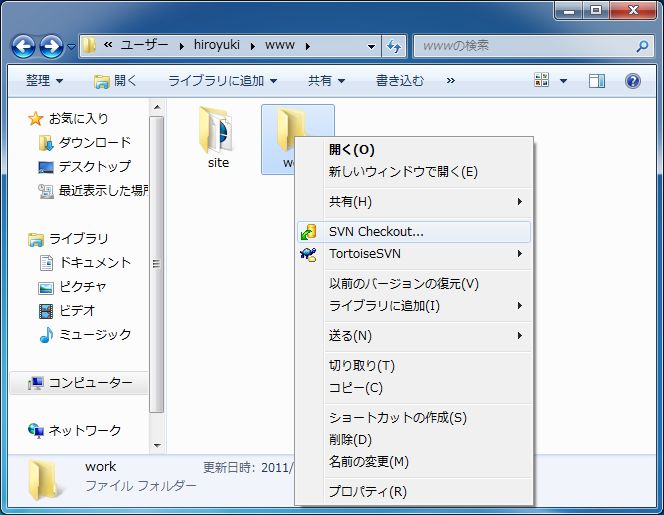 « ユーザー ▸ hiroyuki ▸ www ▸
wwwの検索
整理 ▼ 開く ライブラリに追加 ▼ 共有 ▼ 書き込む »
お気に入り
ダウンロード
デスクトップ
最近表示した場所
ライブラリ
ドキュメント
ピクチャ
ビデオ
ミュージック
コンピューター
ネットワーク
site
開く(O)
新しいウィンドウで開く(E)
共有(H)
SVN Checkout...
TortoiseSVN
以前のバージョンの復元(V)
ライブラリに追加(I)
送る(N)
切り取り(T)
コピー(C)
ショートカットの作成(S)
削除(D)
名前の変更(M)
プロパティ(R)
work
更新日時: 2011/
ファイル フォルダー